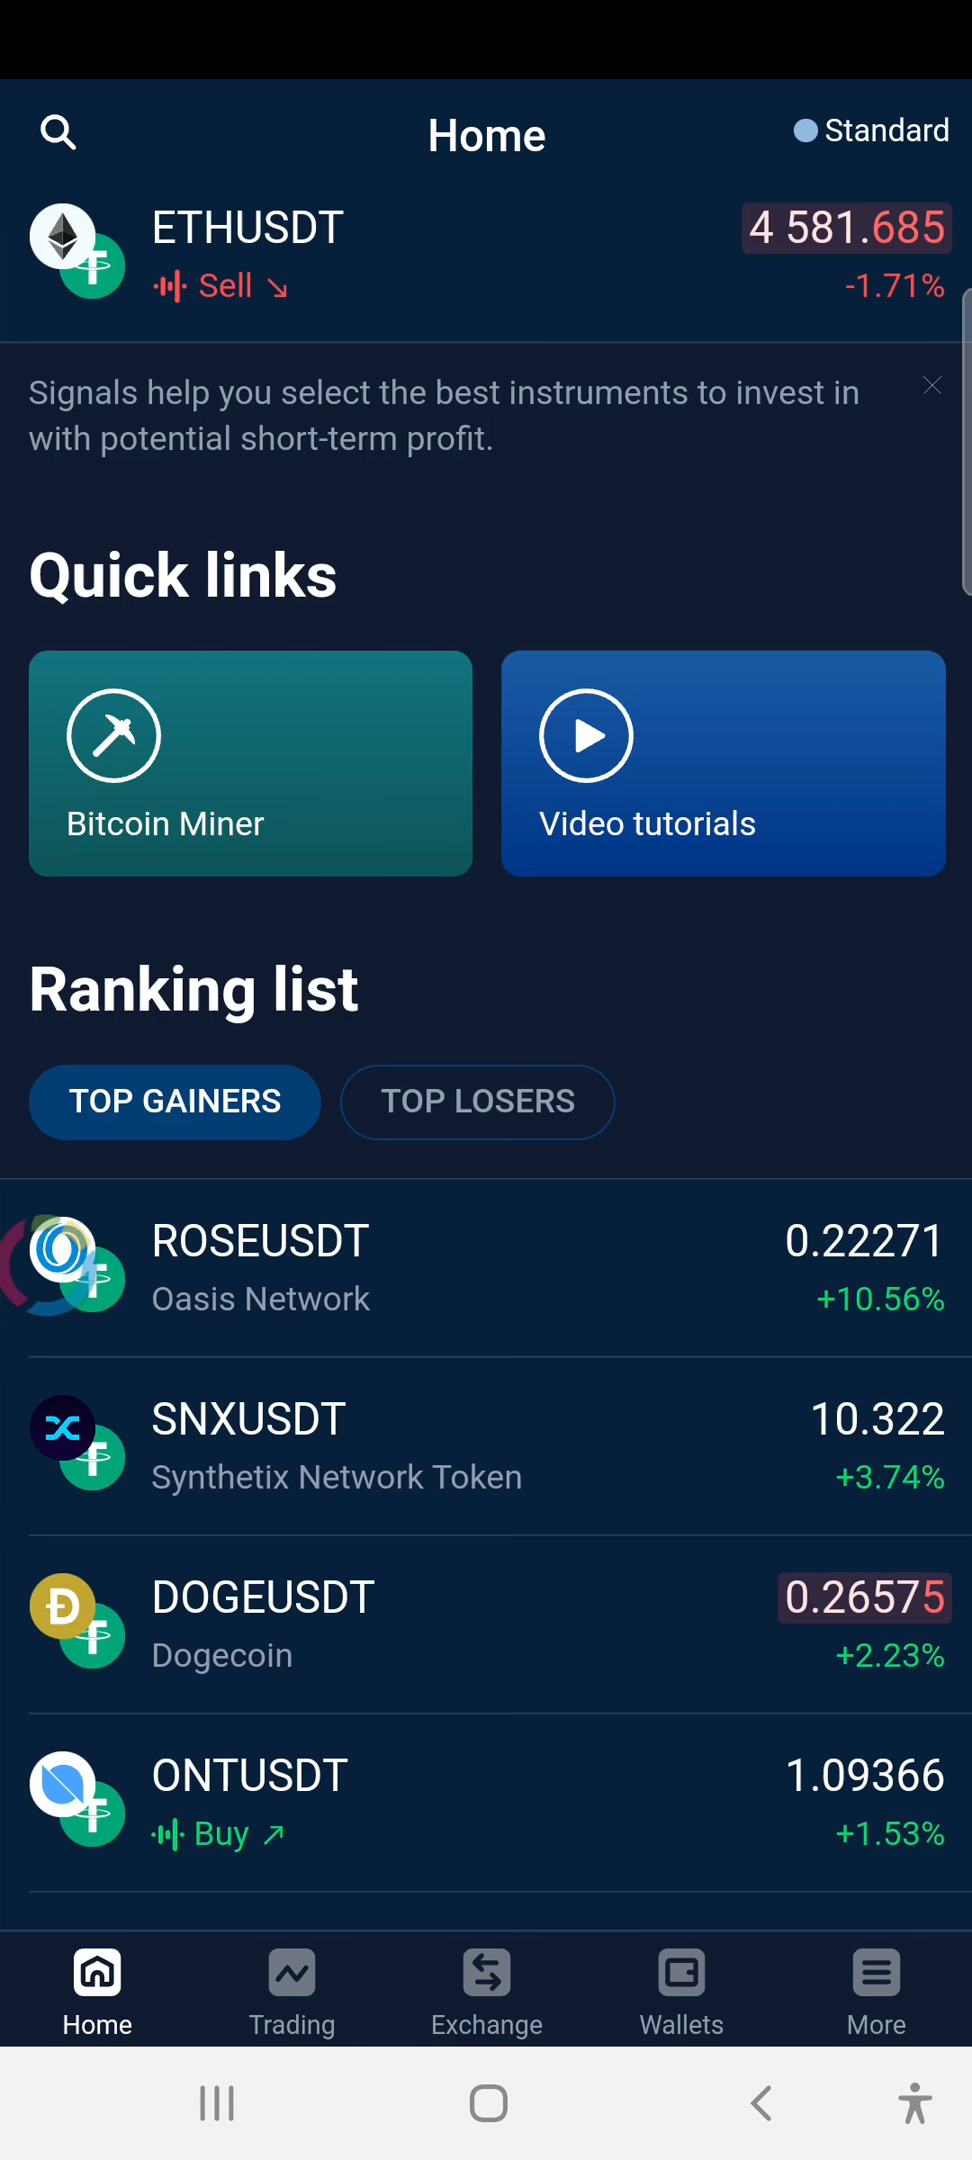 Home
Standard
ETHUSDT
4 581.685
Sell
-1.71%
Signals help you select the best instruments to invest in
with potential short-term profit.
Quick links
Bitcoin Miner
Video tutorials
Ranking list
TOP GAINERS
TOP LOSERS
ROSEUSDT
0.22271
Oasis Network
+10.56%
SNXUSDT
10.322
Synthetix Network Token
+3.74%
DOGEUSDT
0.26575
Dogecoin
+2.23%
ONTUSDT
1.09366
Buy
+1.53%
Home
Trading
Exchange
Wallets
More